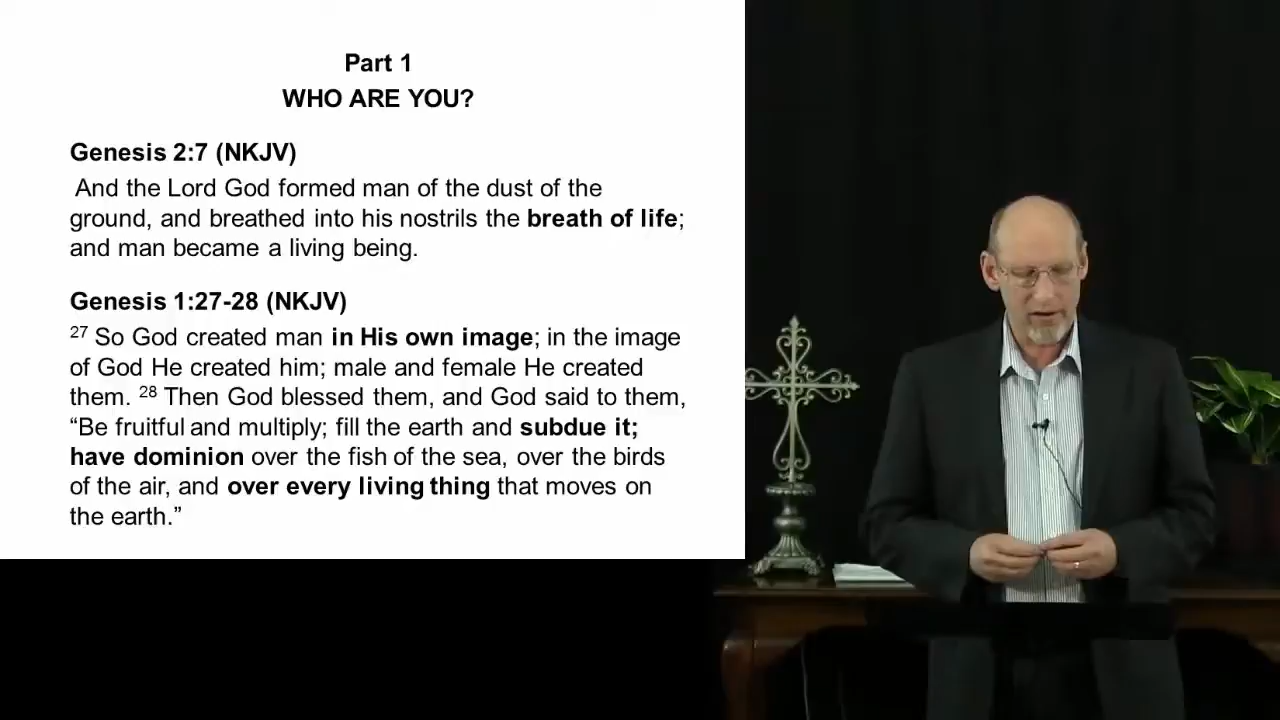 Part 1
WHO ARE YOU?
Genesis 2:7 (NKJV)
And the Lord God formed man of the dust of the
ground, and breathed into his nostrils the breath of life;
and man became a living being.
Genesis 1:27-28 (NKJV)
27 So God created man in His own image; in the image
of God He created him; male and female He created
them. 28 Then God blessed them, and God said to them,
“Be fruitful and multiply; fill the earth and subdue it;
have dominion over the fish of the sea, over the birds
of the air, and over every living thing that moves on
the earth.”